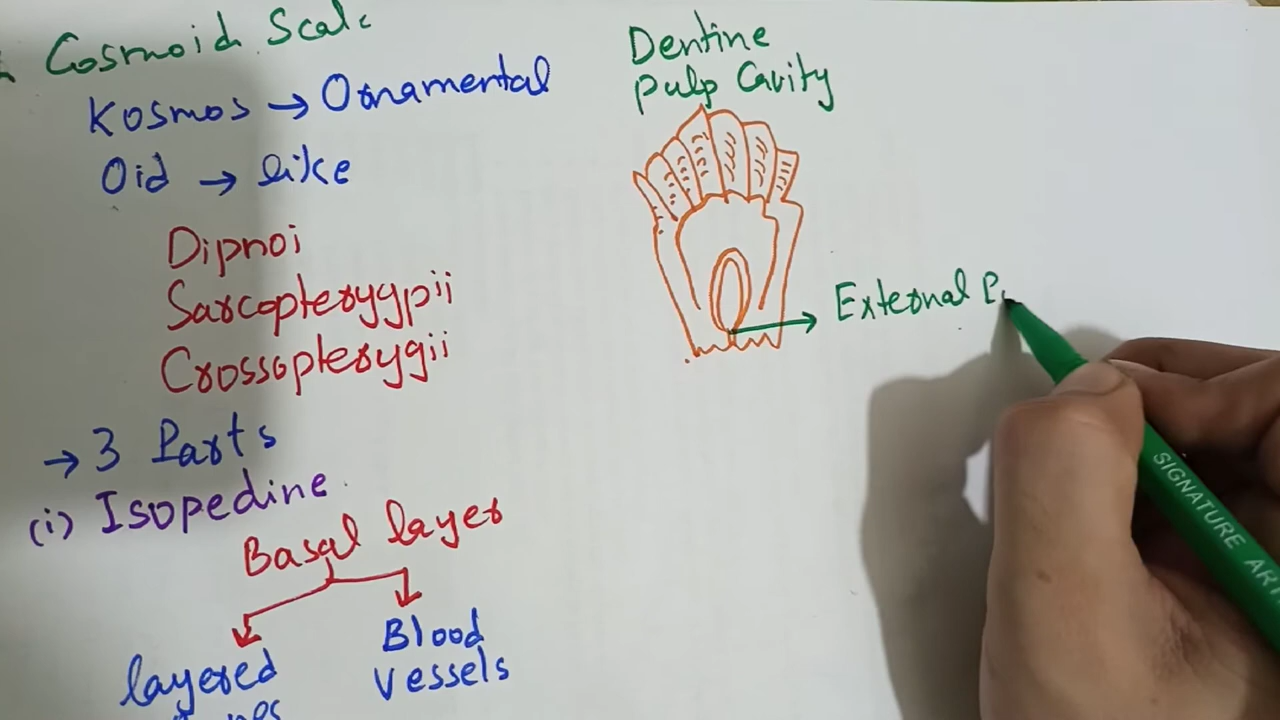 Cosmoid Scale
Kosmos → Ornamental
Oid → like
Dipnoi
Sarcopterygpii
Crossopterygii
→ 3 Parts
(i) Isopedine
Basal layer
layered
Blood
vessels
Dentine
Pulp Cavity
External
SIGNATURE